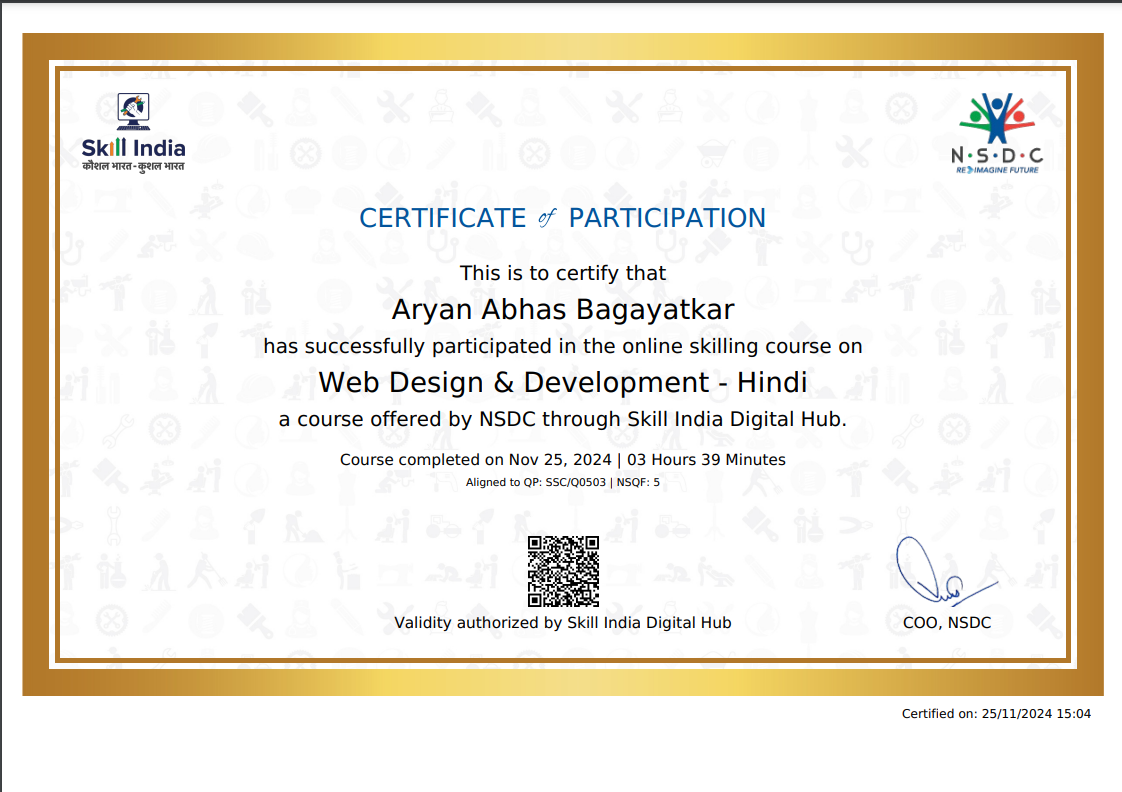 Skill India
कौशल भारत-कुशल भारत
N·S·D·C
RE IMAGINE FUTURE
CERTIFICATE of PARTICIPATION
This is to certify that
Aryan Abhas Bagayatkar
has successfully participated in the online skilling course on
Web Design & Development - Hindi
a course offered by NSDC through Skill India Digital Hub.
Course completed on Nov 25, 2024 | 03 Hours 39 Minutes
Aligned to QP: SSC/Q0503 | NSQF: 5
Validity authorized by Skill India Digital Hub
COO, NSDC
Certified on: 25/11/2024 15:04